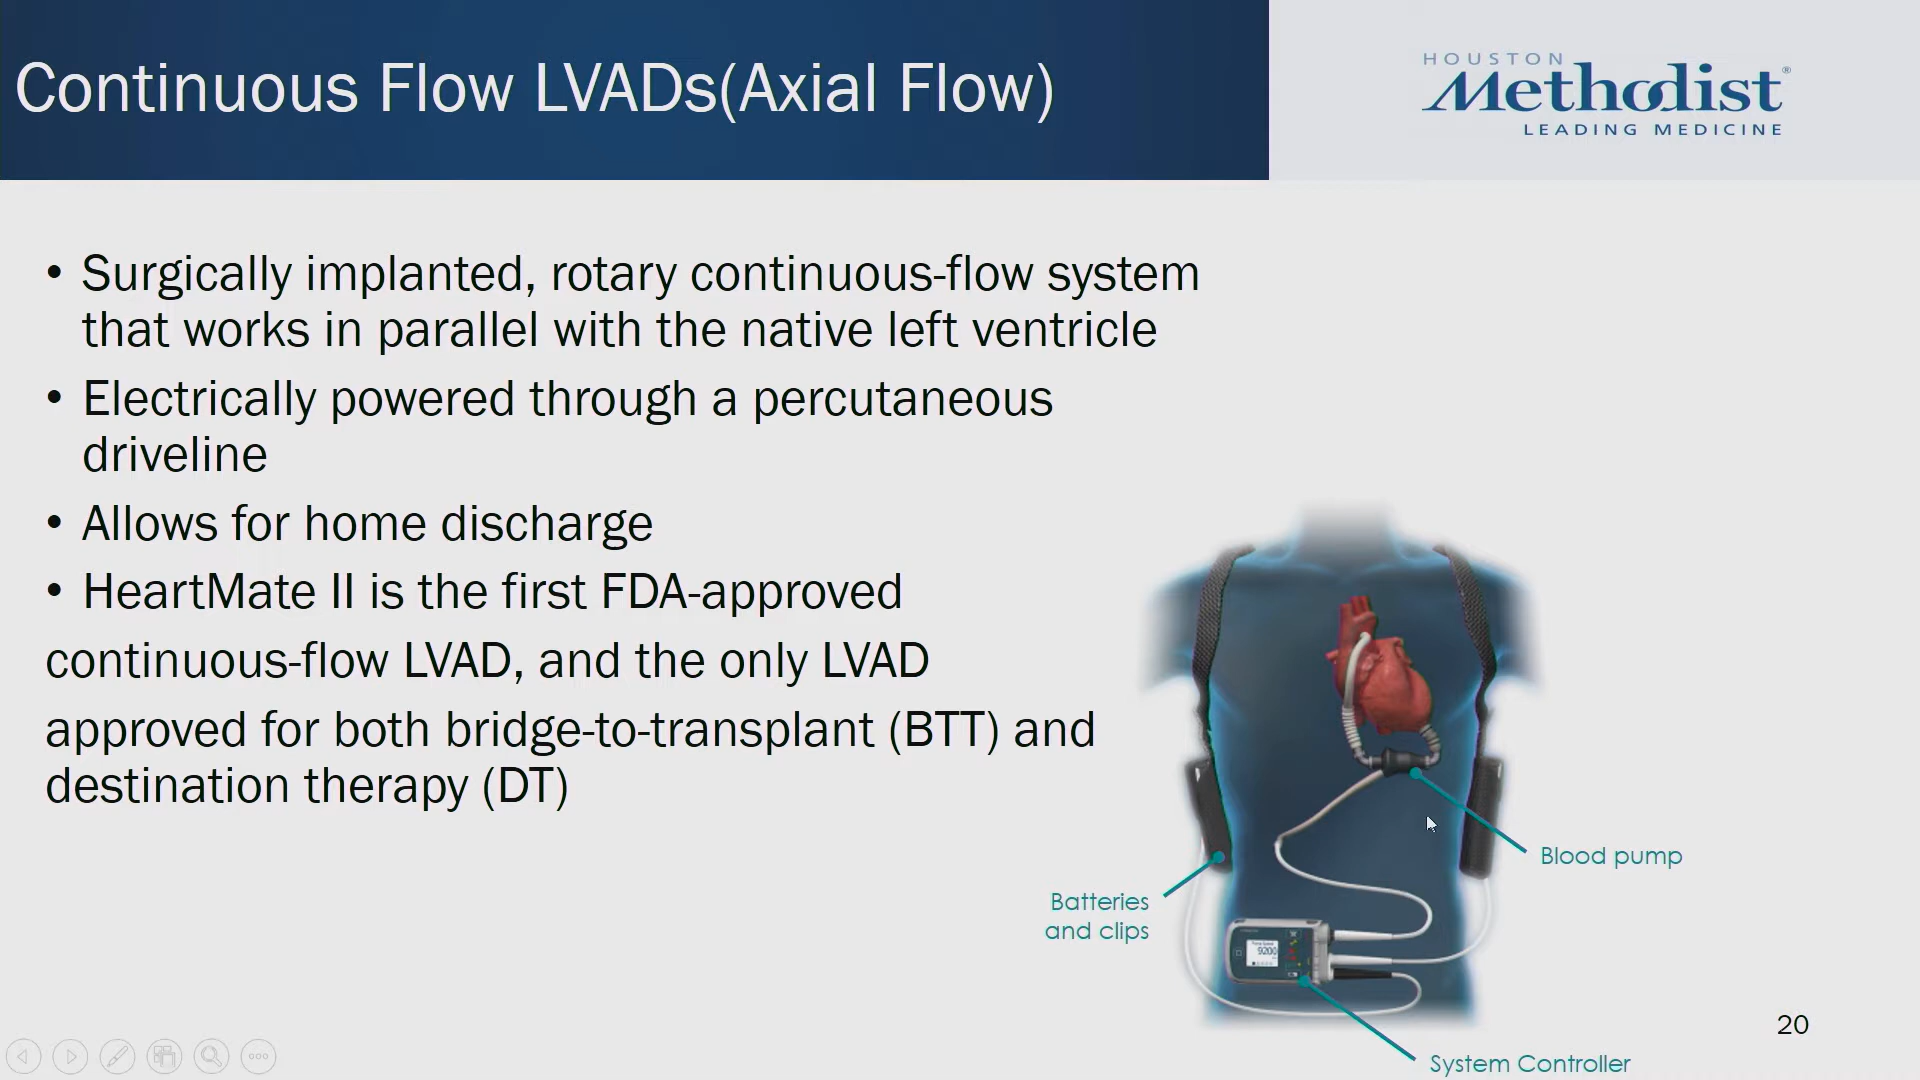 Continuous Flow LVADs(Axial Flow)
HOUSTON
Methodist®
LEADING MEDICINE
• Surgically implanted, rotary continuous-flow system
that works in parallel with the native left ventricle
• Electrically powered through a percutaneous
driveline
• Allows for home discharge
• HeartMate II is the first FDA-approved
continuous-flow LVAD, and the only LVAD
approved for both bridge-to-transplant (BTT) and
destination therapy (DT)
Blood pump
Batteries
and clips
9200
System Controller
20